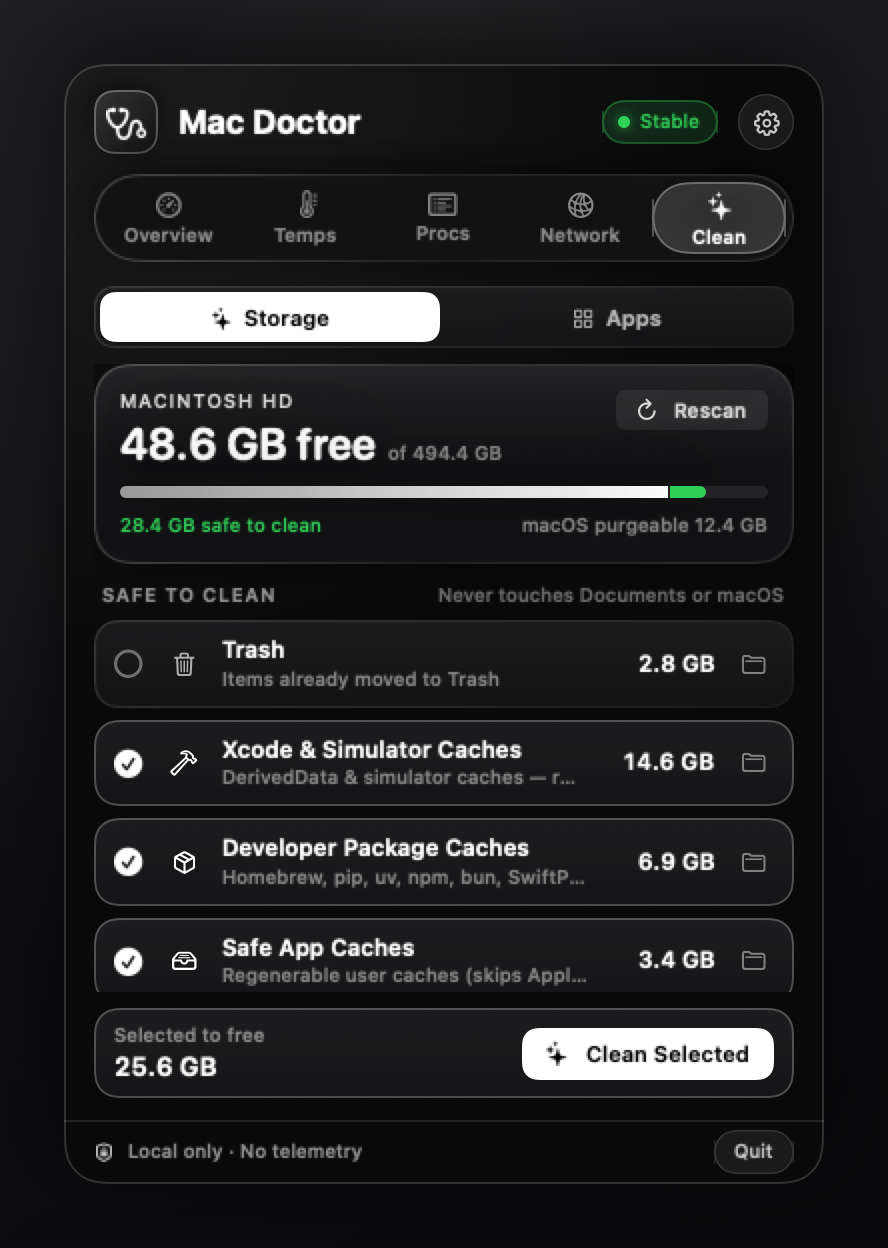 Mac Doctor
Stable
Overview
Temps
Procs
Network
Clean
Storage
Apps
MACINTOSH HD
Rescan
48.6 GB free of 494.4 GB
28.4 GB safe to clean
macOS purgeable 12.4 GB
SAFE TO CLEAN
Never touches Documents or macOS
Trash
Items already moved to Trash
2.8 GB
Xcode & Simulator Caches
DerivedData & simulator caches — r...
14.6 GB
Developer Package Caches
Homebrew, pip, uv, npm, bun, SwiftP...
6.9 GB
Safe App Caches
Regenerable user caches (skips Appl...
3.4 GB
Selected to free
25.6 GB
Clean Selected
Local only · No telemetry
Quit